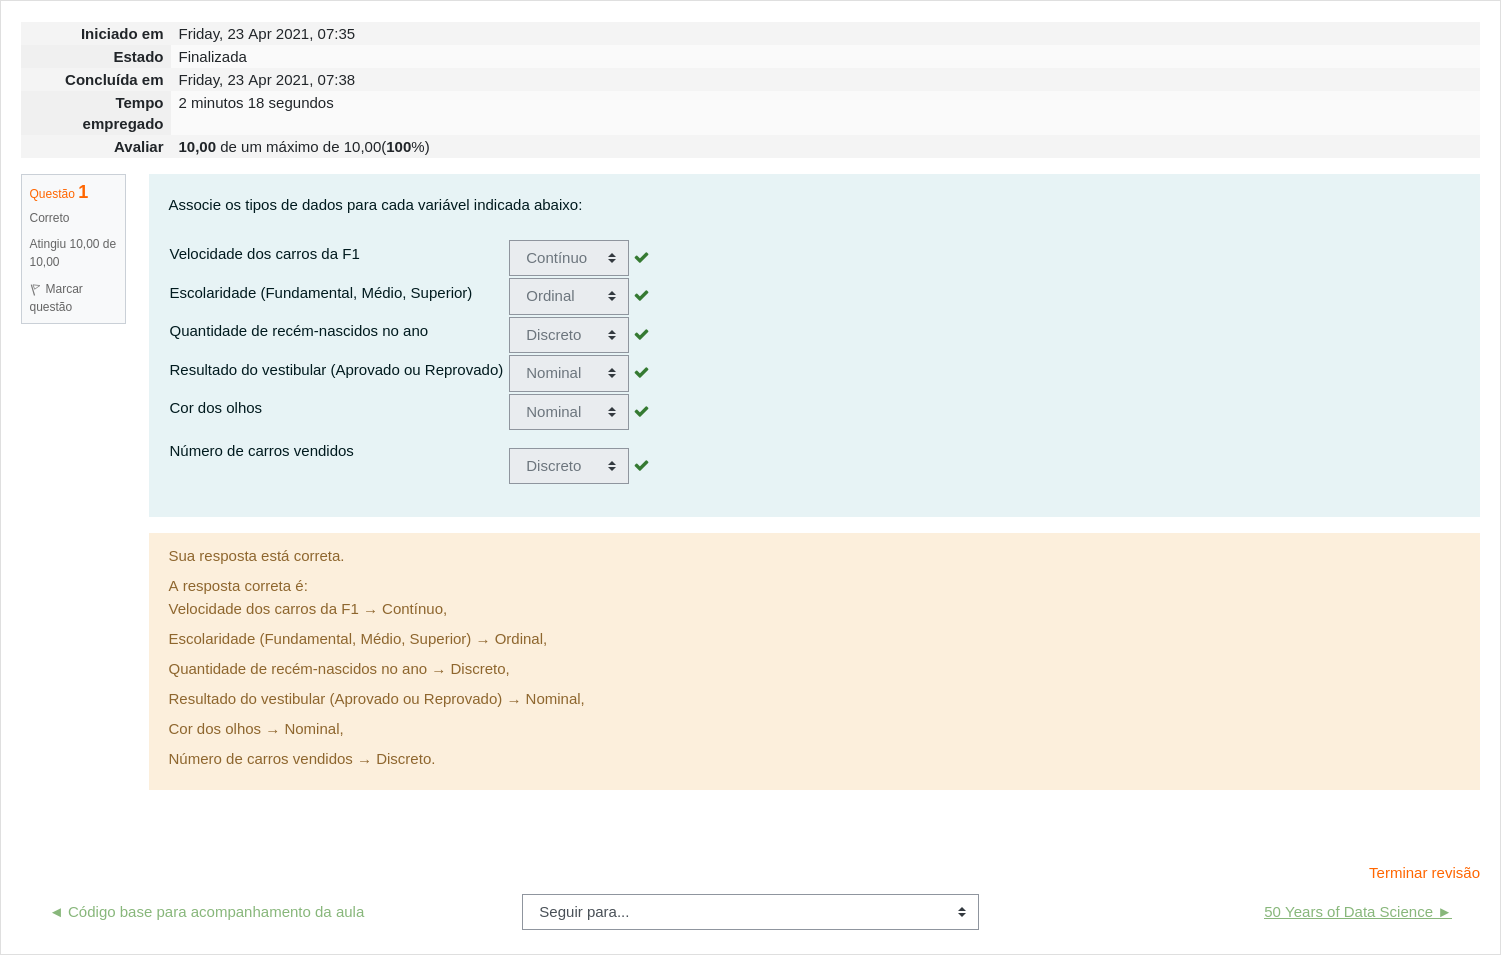 Iniciado em Friday, 23 Apr 2021, 07:35
Estado Finalizada
Concluída em Friday, 23 Apr 2021, 07:38
Tempo empregado 2 minutos 18 segundos
Avaliar 10,00 de um máximo de 10,00(100%)
Questão 1
Correto
Atingiu 10,00 de
10,00
Marcar
questão
Associe os tipos de dados para cada variável indicada abaixo:
Velocidade dos carros da F1 Contínuo
Escolaridade (Fundamental, Médio, Superior) Ordinal
Quantidade de recém-nascidos no ano Discreto
Resultado do vestibular (Aprovado ou Reprovado) Nominal
Cor dos olhos Nominal
Número de carros vendidos Discreto
Sua resposta está correta.
A resposta correta é:
Velocidade dos carros da F1 → Contínuo,
Escolaridade (Fundamental, Médio, Superior) → Ordinal,
Quantidade de recém-nascidos no ano → Discreto,
Resultado do vestibular (Aprovado ou Reprovado) → Nominal,
Cor dos olhos → Nominal,
Número de carros vendidos → Discreto.
Terminar revisão
◄ Código base para acompanhamento da aula Seguir para... 50 Years of Data Science ►